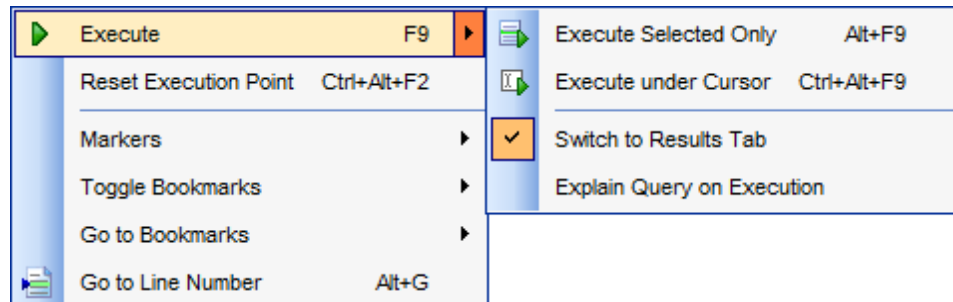 Execute F9
Reset Execution Point Ctrl+Alt+F2
Markers
Toggle Bookmarks
Go to Bookmarks
Go to Line Number Alt+G
Execute Selected Only Alt+F9
Execute under Cursor Ctrl+Alt+F9
Switch to Results Tab
Explain Query on Execution